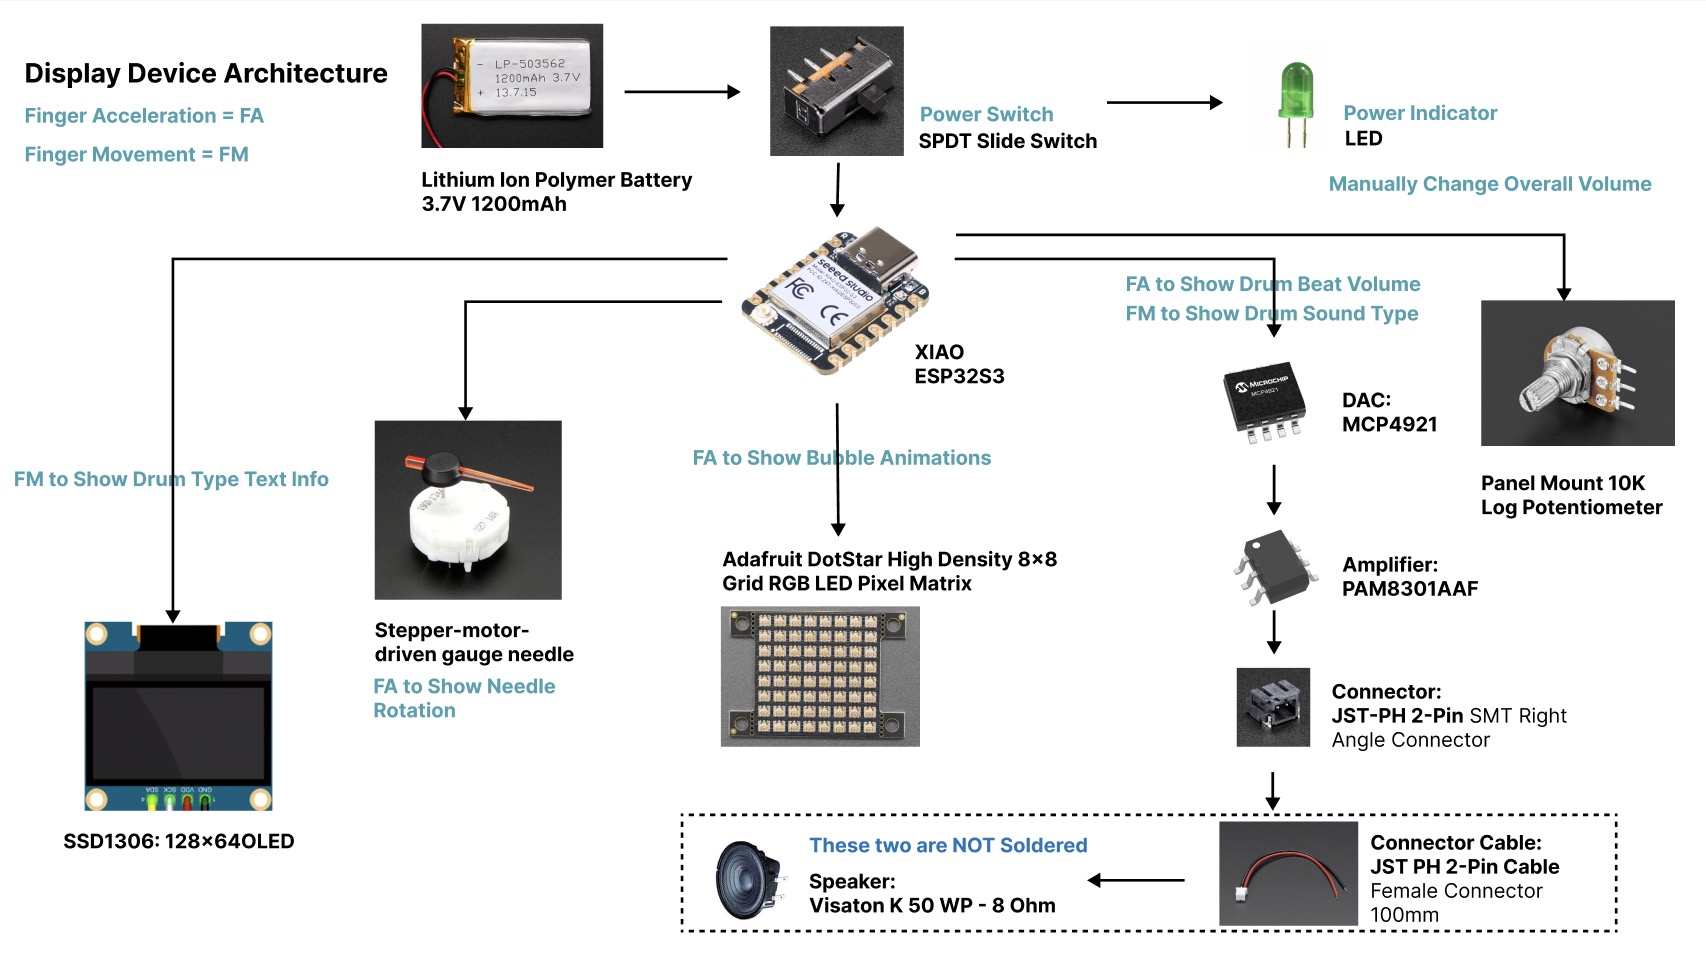 Display Device Architecture
Finger Acceleration = FA
Finger Movement = FM
- LP-503562
1200mAh 3.7V
+ 13.7.15
Lithium Ion Polymer Battery
3.7V 1200mAh
Power Switch
SPDT Slide Switch
Power Indicator
LED
Manually Change Overall Volume
seeed studio
FC CE
XIAO
ESP32S3
FA to Show Drum Beat Volume
FM to Show Drum Sound Type
MICROCHIP
MCP4921
DAC:
MCP4921
Panel Mount 10K
Log Potentiometer
FM to Show Drum Type Text Info
FA to Show Bubble Animations
Adafruit DotStar High Density 8×8
Grid RGB LED Pixel Matrix
Amplifier:
PAM8301AAF
Stepper-motor-
driven gauge needle
FA to Show Needle
Rotation
Connector:
JST-PH 2-Pin SMT Right
Angle Connector
SDA SCK VDD GND
SSD1306: 128×64OLED
These two are NOT Soldered
Speaker:
Visaton K 50 WP - 8 Ohm
Connector Cable:
JST PH 2-Pin Cable
Female Connector
100mm